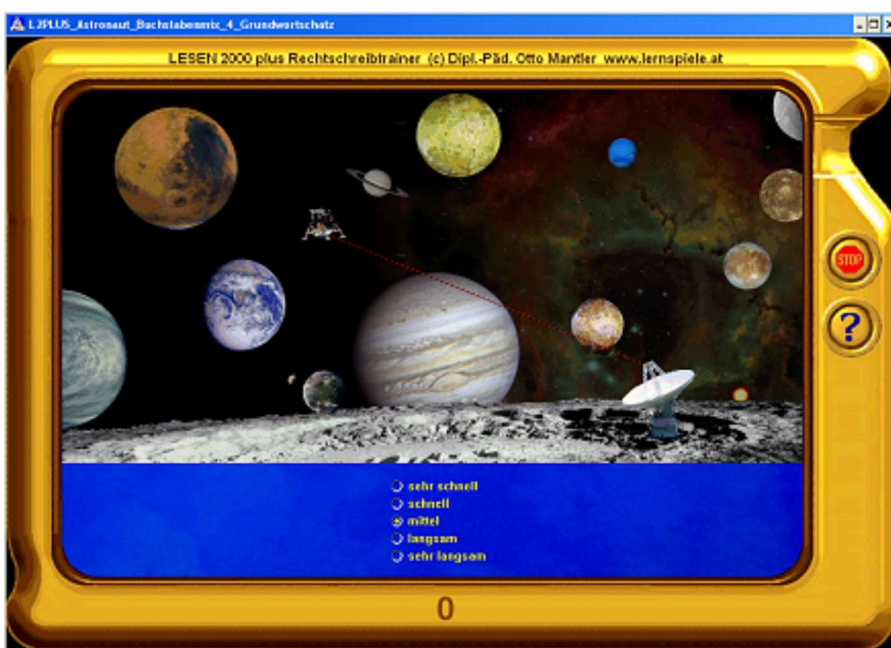 L2PLUS_Astronaut_Buchstabenmix_4_Grundwortschatz
LESEN 2000 plus Rechtschreibtrainer (c) Dipl.-Päd. Otto Mantler www.lernspiele.at
STOP
?
sehr schnell
schnell
mittel
langsam
sehr langsam
0